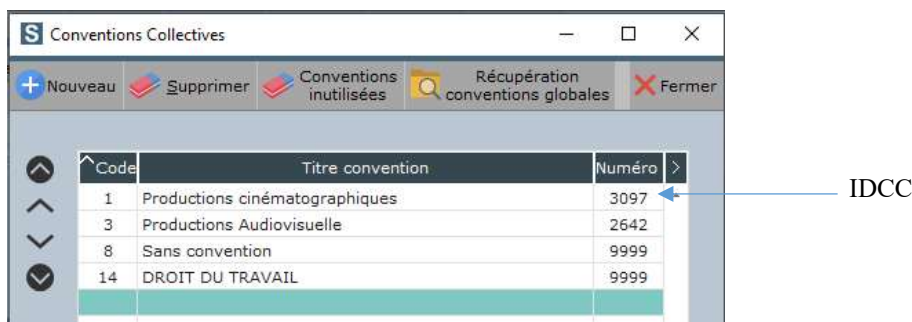 S Conventions Collectives
Nouveau Supprimer Conventions inutilisées Récupération conventions globales Fermer
Code Titre convention Numéro >
1 Productions cinématographiques 3097
IDCC
3 Productions Audiovisuelle 2642
8 Sans convention 9999
14 DROIT DU TRAVAIL 9999